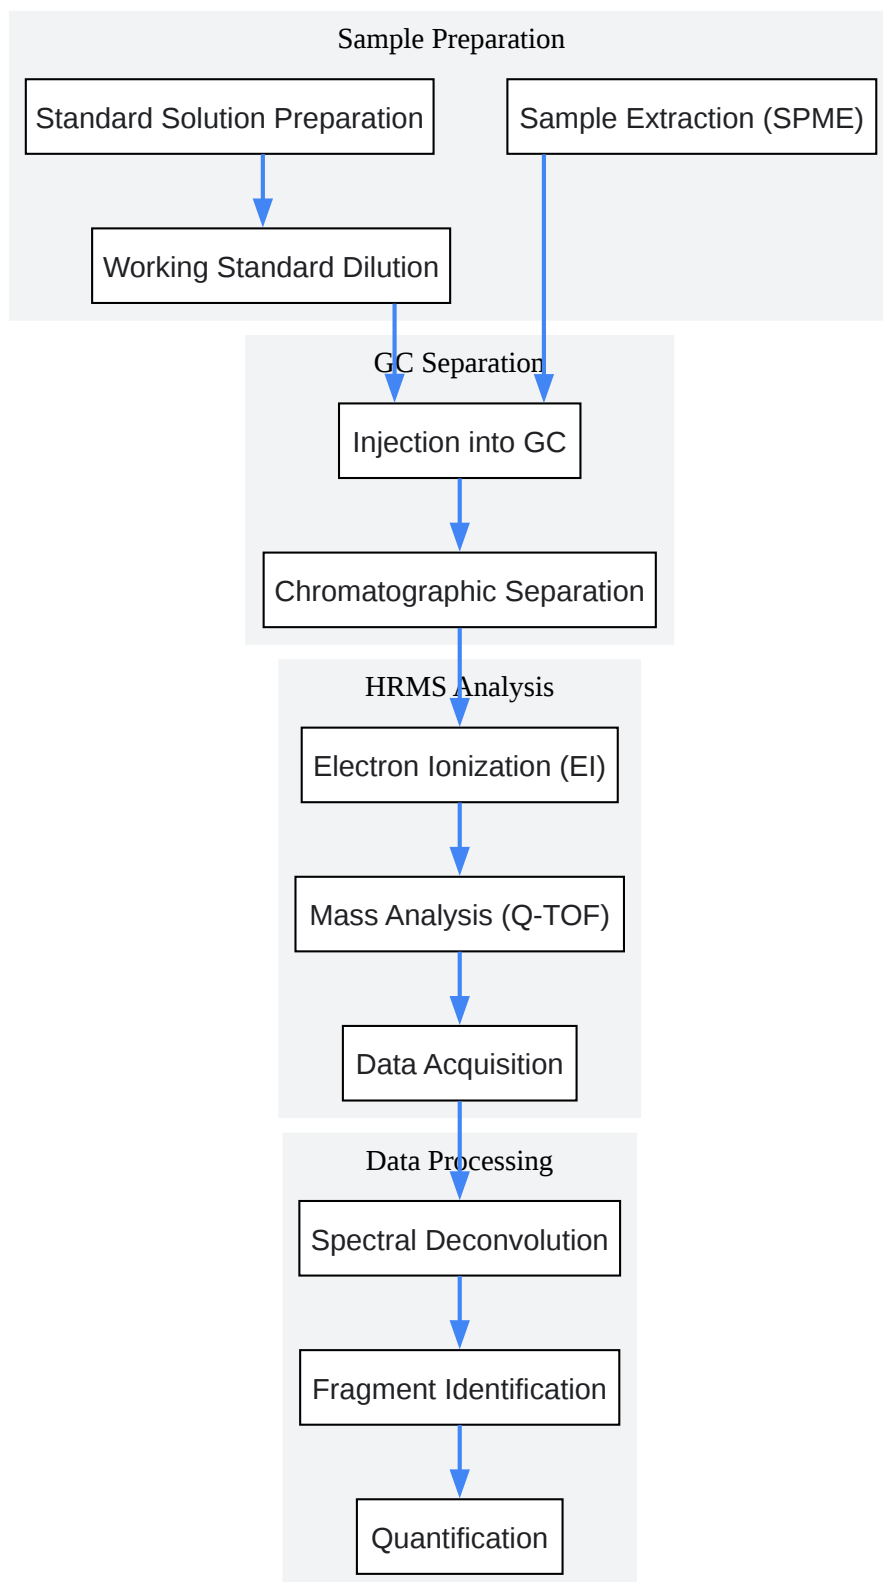 Sample Preparation
Standard Solution Preparation
Sample Extraction (SPME)
Working Standard Dilution
GC Separation
Injection into GC
Chromatographic Separation
HRMS Analysis
Electron Ionization (EI)
Mass Analysis (Q-TOF)
Data Acquisition
Data Processing
Spectral Deconvolution
Fragment Identification
Quantification